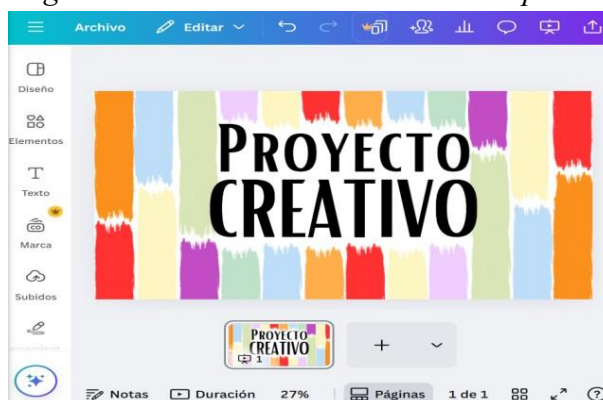 Archivo Editar
Diseño
Elementos
Texto
Marca
Subidos
PROYECTO
CREATIVO
PROYECTO
CREATIVO
1
Notas Duración 27% Páginas 1 de 1